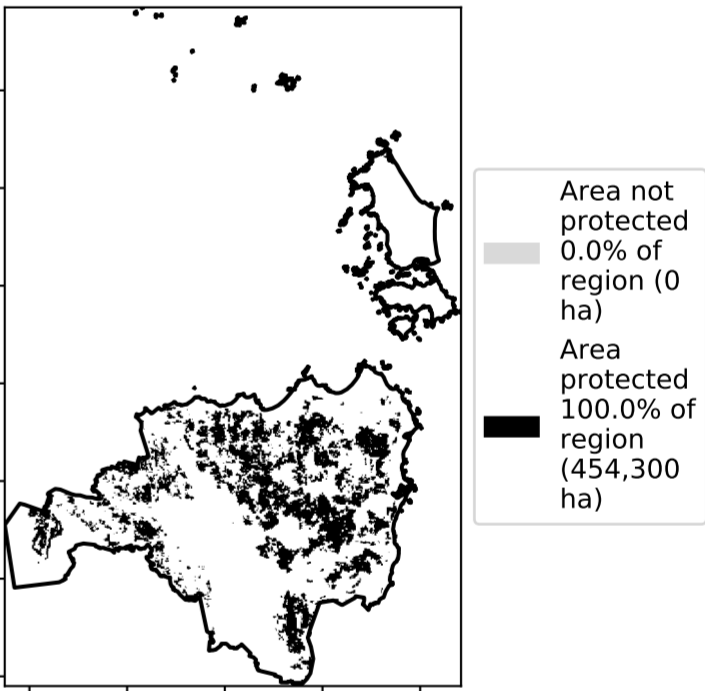 Area not
protected
0.0% of
region (0
ha)
Area
protected
100.0% of
region
(454,300
ha)